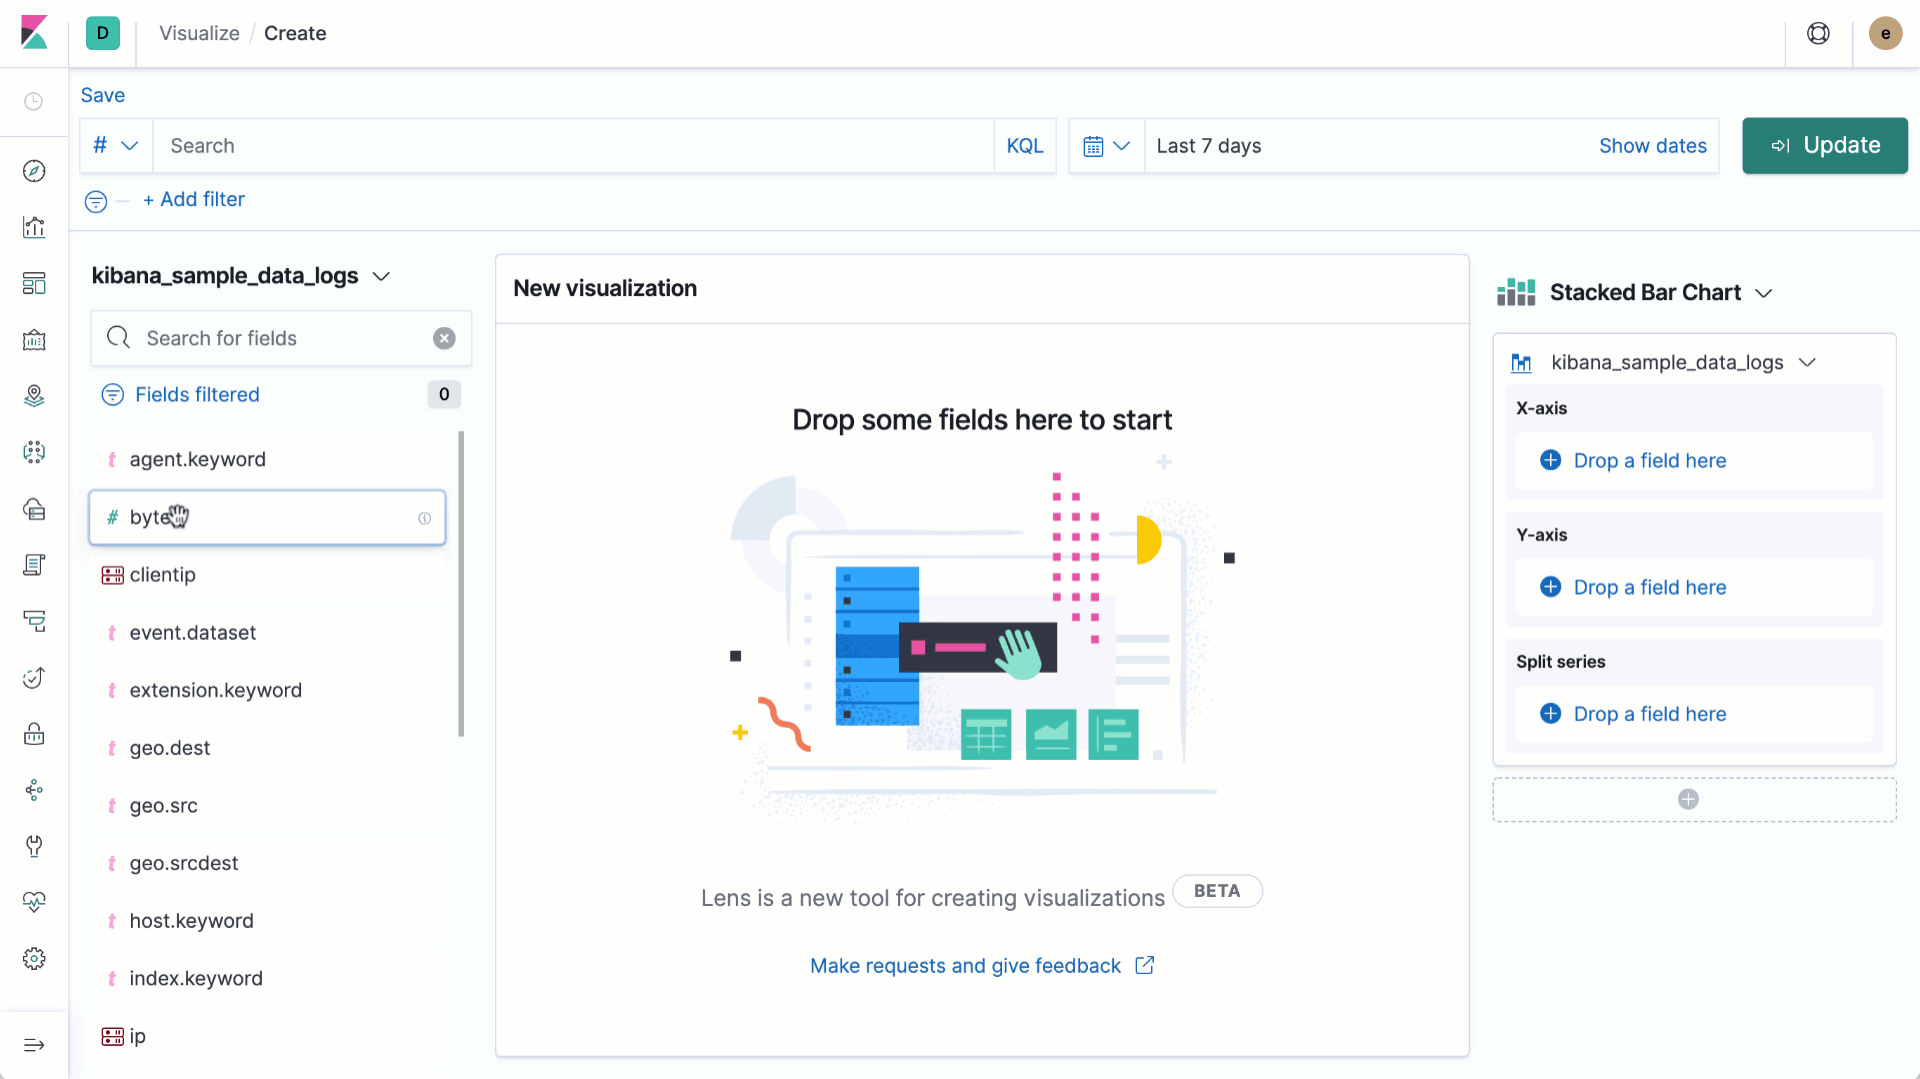 D Visualize / Create e
Save
# Search KQL Last 7 days Show dates Update
+ Add filter
kibana_sample_data_logs
Search for fields
Fields filtered 0
t agent.keyword
# byte
clientip
t event.dataset
t extension.keyword
t geo.dest
t geo.src
t geo.srcdest
t host.keyword
t index.keyword
ip
New visualization
Drop some fields here to start
Lens is a new tool for creating visualizations BETA
Make requests and give feedback
Stacked Bar Chart
kibana_sample_data_logs
X-axis
Drop a field here
Y-axis
Drop a field here
Split series
Drop a field here